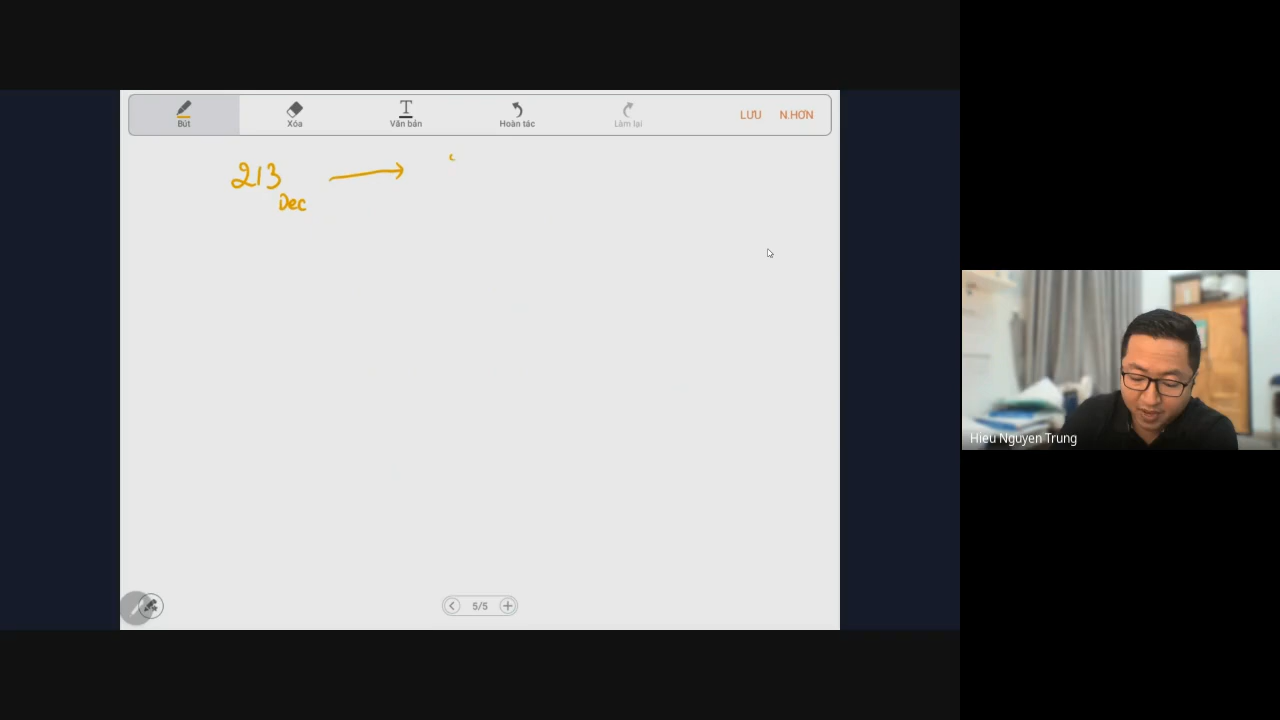 Bút Xóa Văn bản Hoàn tác Làm lại LƯU N.HƠN
213 →
Dec
Hieu Nguyen Trung
5/5